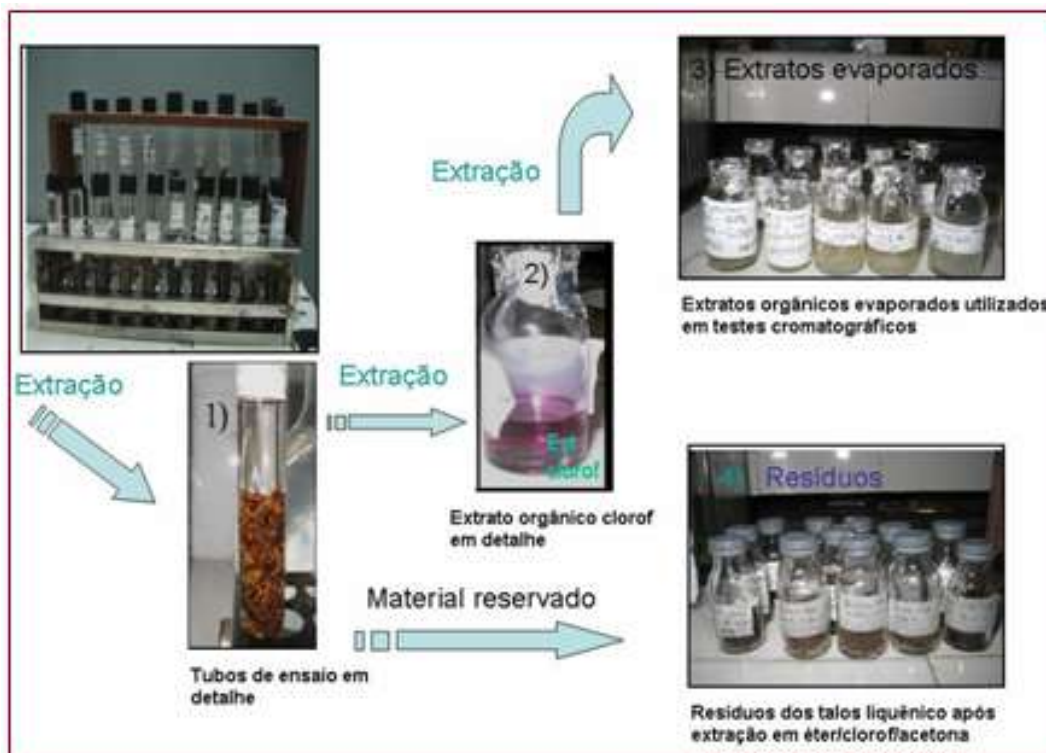 3) Extratos evaporados
Extração
2)
Extratos orgânicos evaporados utilizados
em testes cromatográficos
Extração
Extração
1)
clorof
Extrato orgânico clorof
em detalhe
4) Resíduos
Material reservado
Tubos de ensaio em
detalhe
Resíduos dos talos liquênico após
extração em éter/clorof/acetona